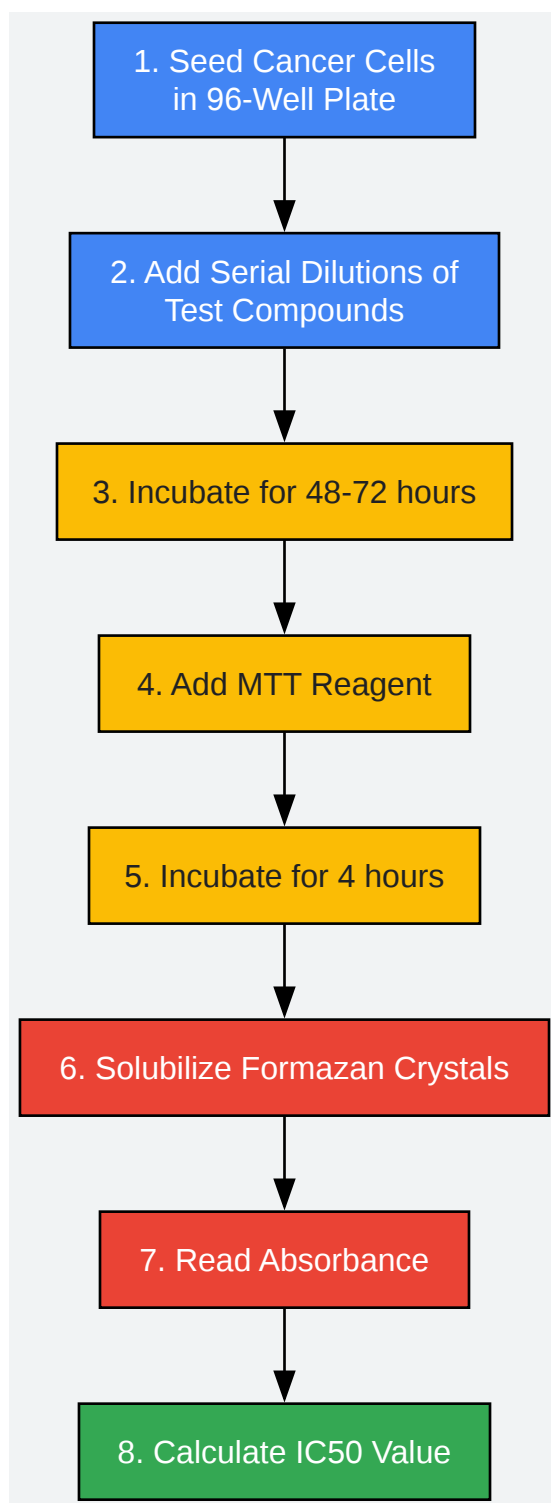 1. Seed Cancer Cells
in 96-Well Plate
2. Add Serial Dilutions of
Test Compounds
3. Incubate for 48-72 hours
4. Add MTT Reagent
5. Incubate for 4 hours
6. Solubilize Formazan Crystals
7. Read Absorbance
8. Calculate IC50 Value